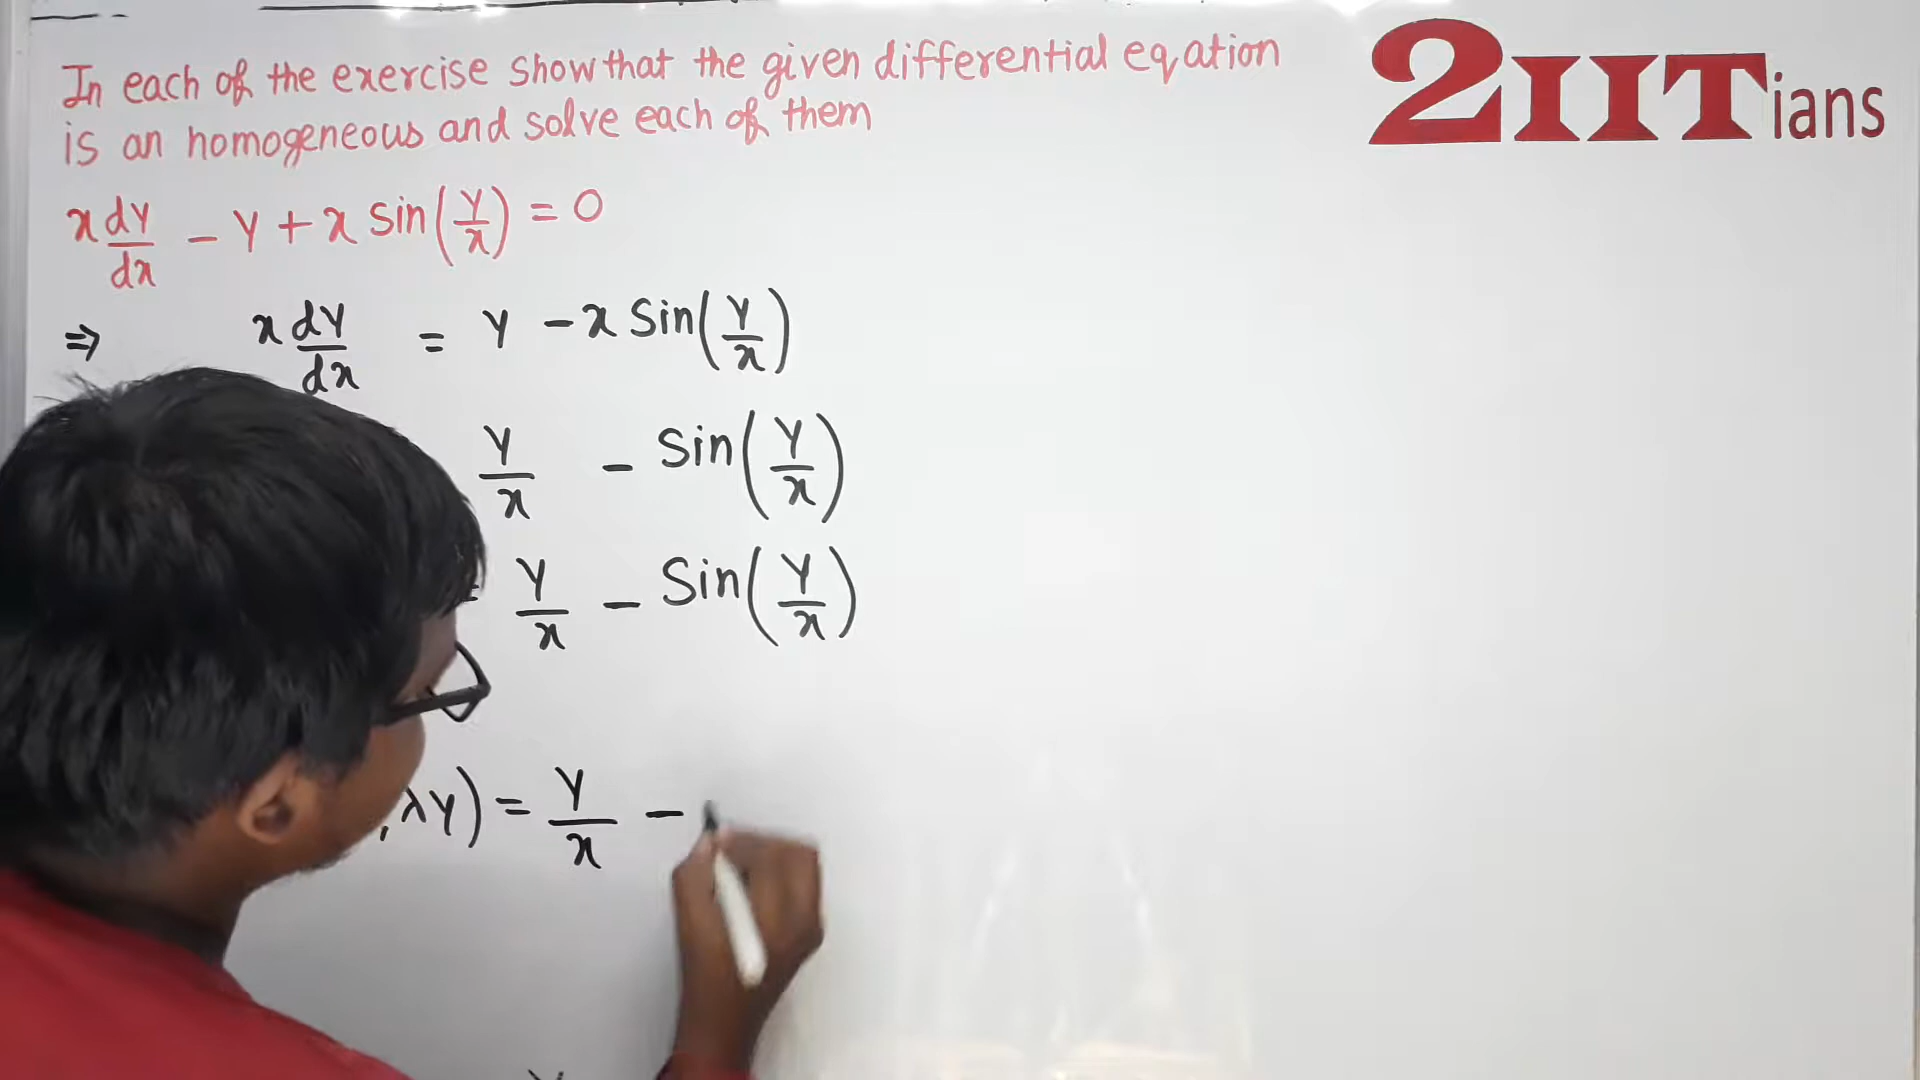 In each of the exercise show that the given differential eqation
is an homogeneous and solve each of them
2IITians
x dy/dx - y + x sin(y/x) = 0
⇒ x dy/dx = y - x sin(y/x)
y/x - sin(y/x)
= y/x - sin(y/x)
, λy) = y/x -